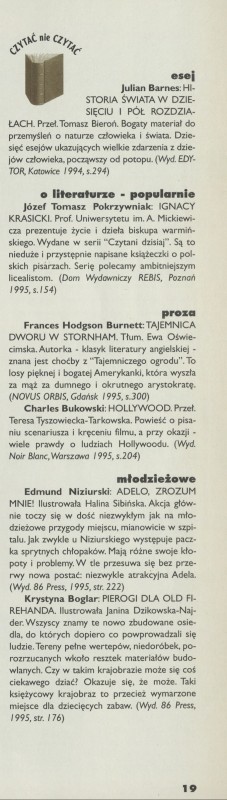 CZYTAĆ nie CZYTAĆ
esej
Julian Barnes: HI-
STORIA ŚWIATA W DZIE-
SIĘCIU I PÓŁ ROZDZIA-
ŁACH. Przeł. Tomasz Bieroń. Bogaty materiał do
przemyśleń o naturze człowieka i świata. Dzie-
sięć esejów ukazujących wielkie zdarzenia z dzie-
jów człowieka, począwszy od potopu. (Wyd. EDY-
TOR, Katowice 1994, s.294)
o literaturze - popularnie
Józef Tomasz Pokrzywniak: IGNACY
KRASICKI. Prof. Uniwersytetu im. A. Mickiewi-
cza prezentuje życie i dzieła biskupa warmiń-
skiego. Wydane w serii "Czytani dzisiaj". Są to
nieduże i przystępnie napisane książeczki o pol-
skich pisarzach. Serię polecamy ambitniejszym
licealistom. (Dom Wydawniczy REBIS, Poznań
1995, s.154)
proza
Frances Hodgson Burnett: TAJEMNICA
DWORU W STORNHAM. Tłum. Ewa Oświe-
cimska. Autorka - klasyk literatury angielskiej -
znana jest choćby z "Tajemniczego ogrodu". To
losy pięknej i bogatej Amerykanki, która wyszła
za mąż za dumnego i okrutnego arystokratę.
(NOVUS ORBIS, Gdańsk 1995, s.300)
Charles Bukowski: HOLLYWOOD. Przeł.
Teresa Tyszowiecka-Tarkowska. Powieść o pisa-
niu scenariusza i kręceniu filmu, a przy okazji -
wiele prawdy o ludziach Hollywoodu. (Wyd.
Noir Blanc, Warszawa 1995, s.204)
młodzieżowe
Edmund Niziurski: ADELO, ZROZUM
MNIE! Ilustrowała Halina Sibińska. Akcja głów-
nie toczy się w dość niezwykłym jak na mło-
dzieżowe przygody miejscu, mianowicie w szpi-
talu. Jak zwykle u Niziurskiego występuje pacz-
ka sprytnych chłopaków. Mają różne swoje kło-
poty i problemy. W tle przesuwa się bez prze-
rwy nowa postać: niezwykle atrakcyjna Adela.
(Wyd. 86 Press, 1995, str. 222)
Krystyna Boglar: PIEROGI DLA OLD FI-
REHANDA. Ilustrowała Janina Dzikowska-Naj-
der. Wszyscy znamy te nowo zbudowane osie-
dla, do których dopiero co powprowadzali się
ludzie. Tereny pełne wertepów, niedoróbek, po-
rozrzucanych wkoło resztek materiałów budo-
wlanych. Czy w takim krajobrazie może się coś
ciekawego dziać? Okazuje się, że może. Taki
księżycowy krajobraz to przecież wymarzone
miejsce dla dziecięcych zabaw. (Wyd. 86 Press,
1995, str. 176)
19